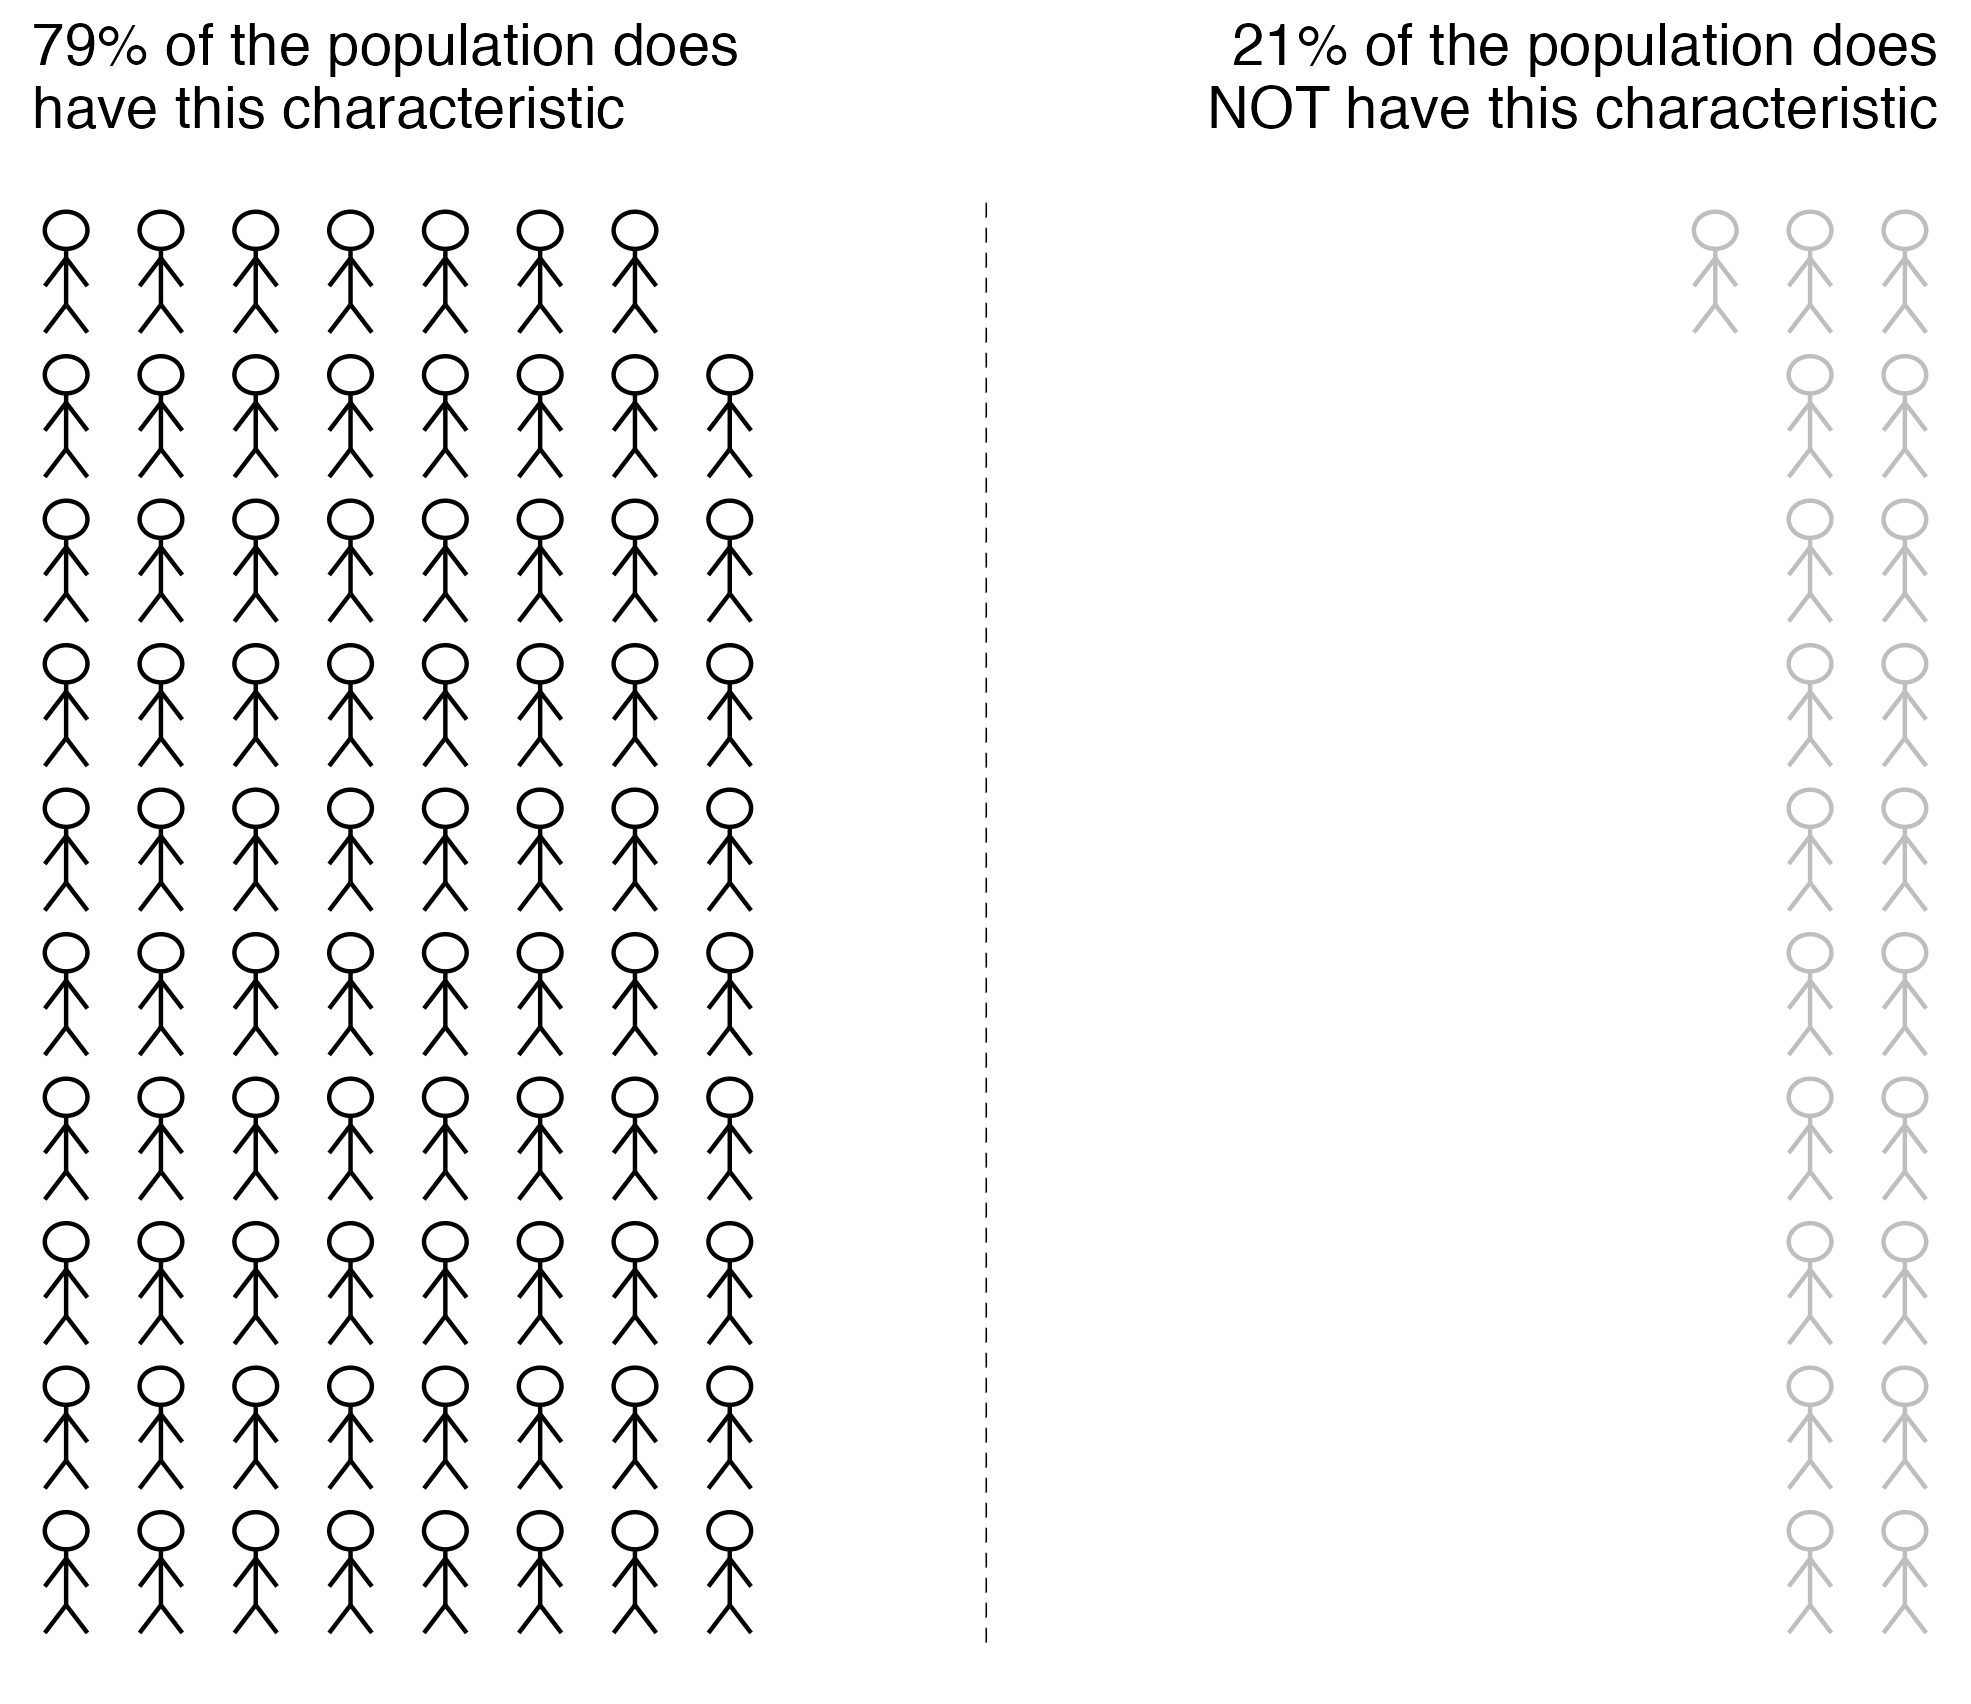 79% of the population does
have this characteristic
21% of the population does
NOT have this characteristic